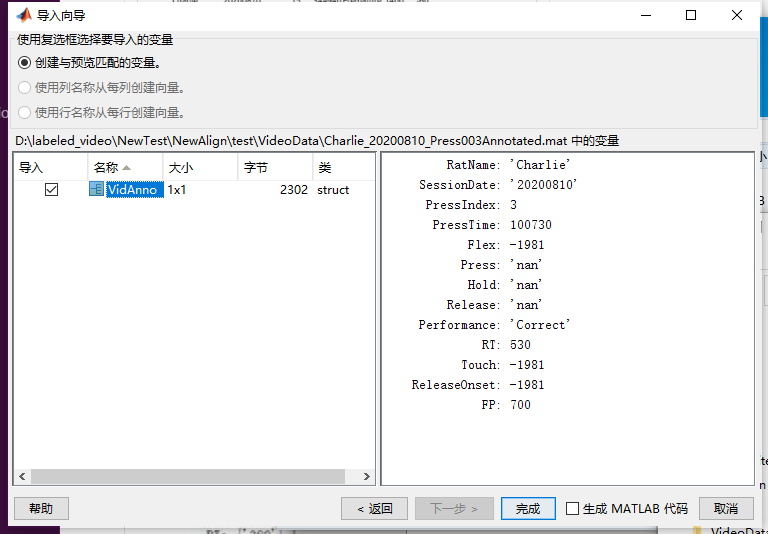 导入向导
使用复选框选择要导入的变量
创建与预览匹配的变量。
使用列名称从每列创建向量。
使用行名称从每行创建向量。
D:\labeled_video\NewTest\NewAlign\test\VideoData\Charlie_20200810_Press003Annotated.mat 中的变量
导入 名称 大小 字节 类
VidAnno 1x1 2302 struct
RatName: 'Charlie'
SessionDate: '20200810'
PressIndex: 3
PressTime: 100730
Flex: -1981
Press: 'nan'
Hold: 'nan'
Release: 'nan'
Performance: 'Correct'
RT: 530
Touch: -1981
ReleaseOnset: -1981
FP: 700
帮助 < 返回 下一步 > 完成 生成 MATLAB 代码 取消
VideoData